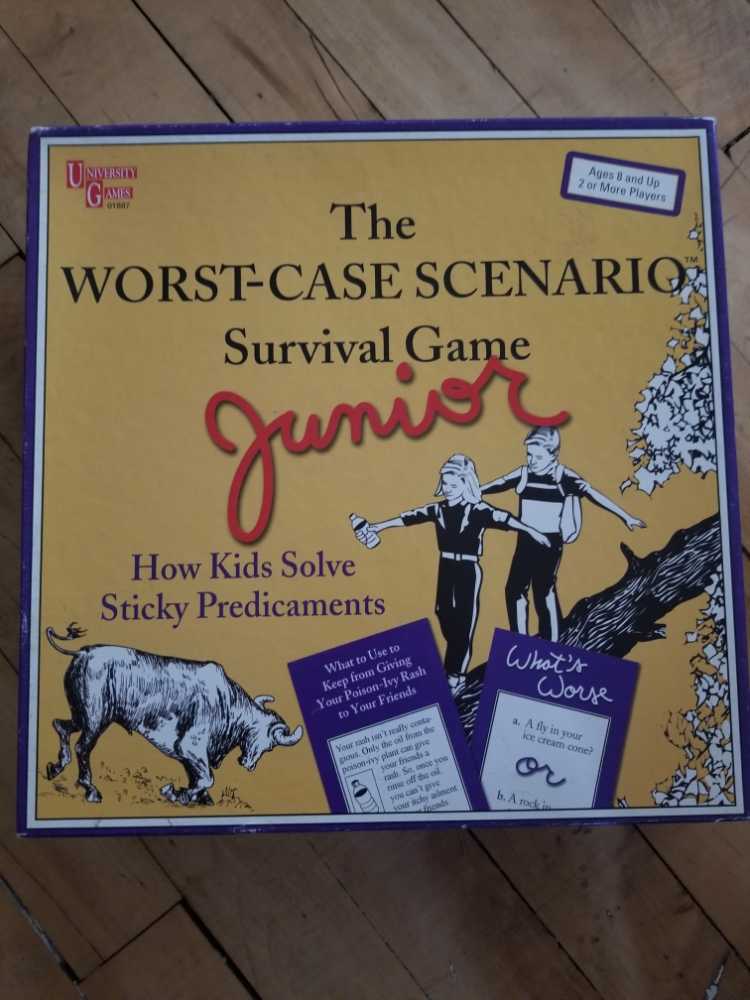 UNIVERSITY
GAMES
01887
Ages 8 and Up
2 or More Players
The
WORST-CASE SCENARIO™
Survival Game
Junior
How Kids Solve
Sticky Predicaments
What to Use to
Keep from Giving
Your Poison-Ivy Rash
to Your Friends
Your rash isn't really conta-
gious. Only the oil from the
poison-ivy plant can give
your friends a
rash. So, once you
rinse off the oil,
you can't give
your itchy ailment
friends
What's
Worse
a. A fly in your
ice cream cone?
or
b. A rock in